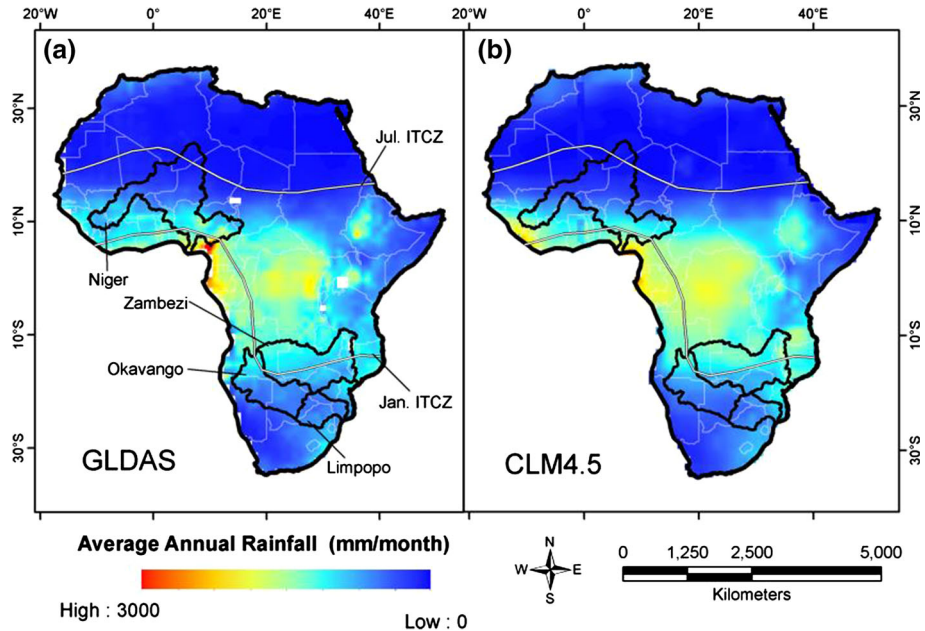 20°W 0° 20°E 40°E 20°W 0° 20°E 40°E
(a) (b)
30°N 30°N
Jul. ITCZ
10°N 10°N
Niger
Zambezi
10°S 10°S
Okavango
Jan. ITCZ
30°S 30°S
GLDAS Limpopo CLM4.5
20°W 0° 20°E 40°E 20°W 0° 20°E 40°E
Average Annual Rainfall (mm/month)
High : 3000
Low : 0
N
W E
S
0 1,250 2,500 5,000
Kilometers